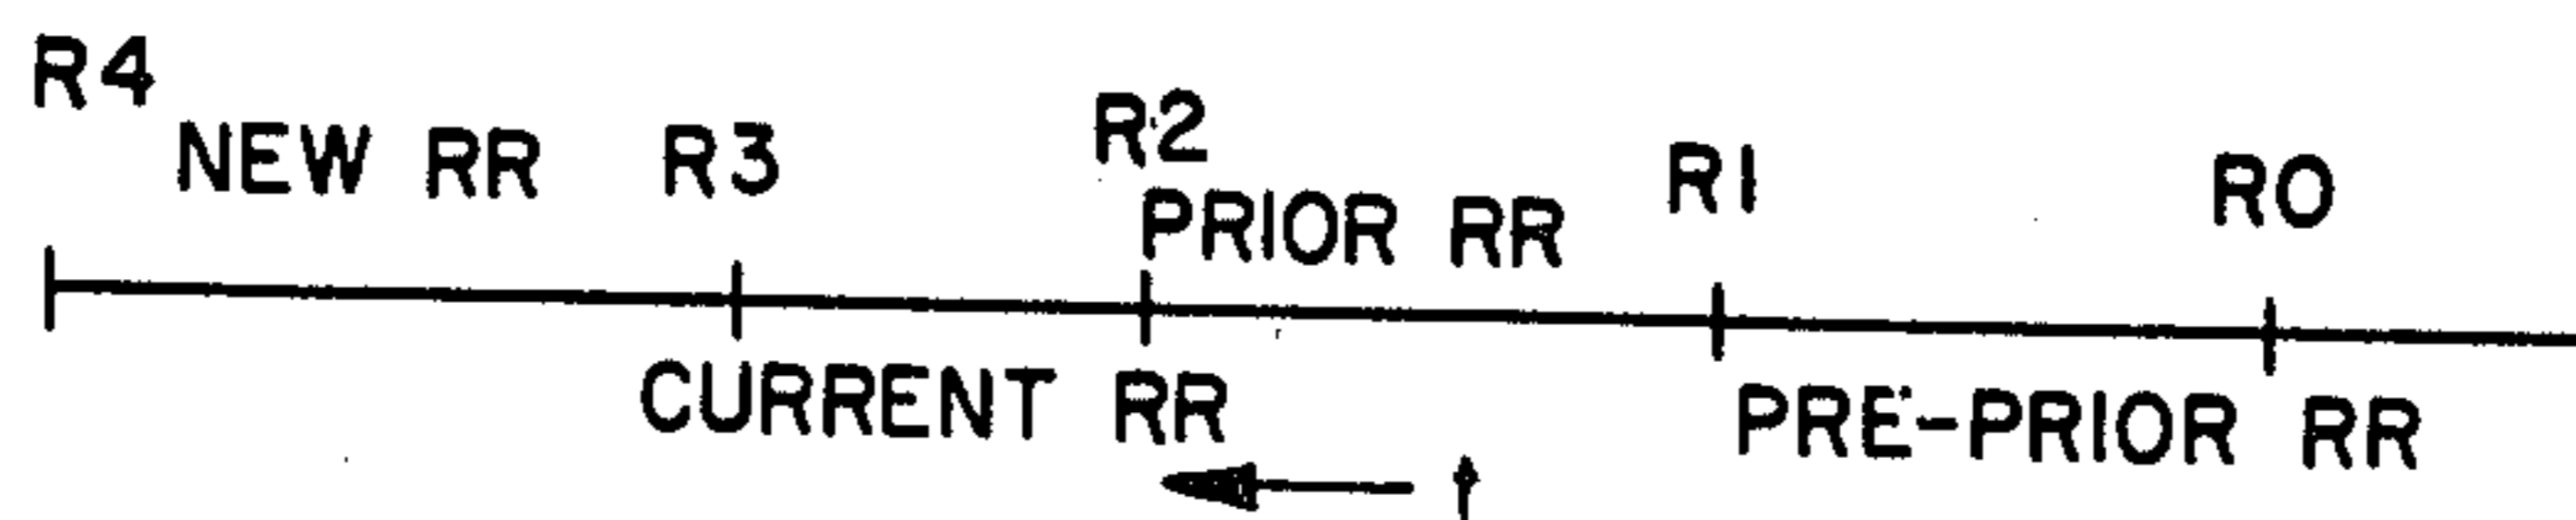 R4
NEW RR R3
R2
PRIOR RR
R1
R0
CURRENT RR
PRE-PRIOR RR
t